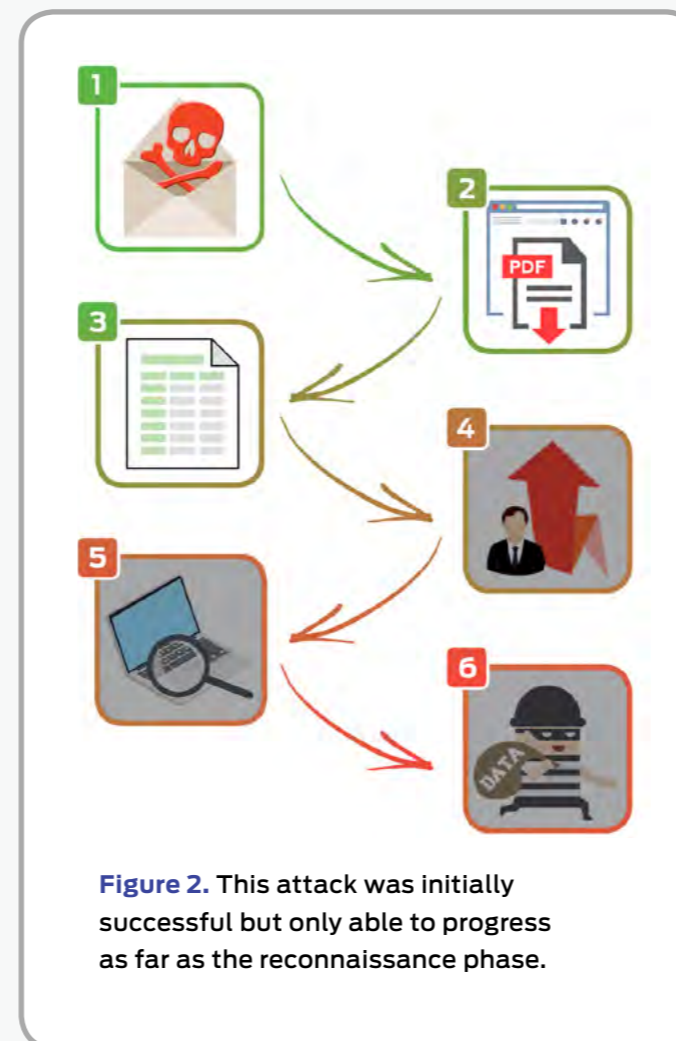 1
2
PDF
3
4
5
6
DATA
Figure 2. This attack was initially
successful but only able to progress
as far as the reconnaissance phase.